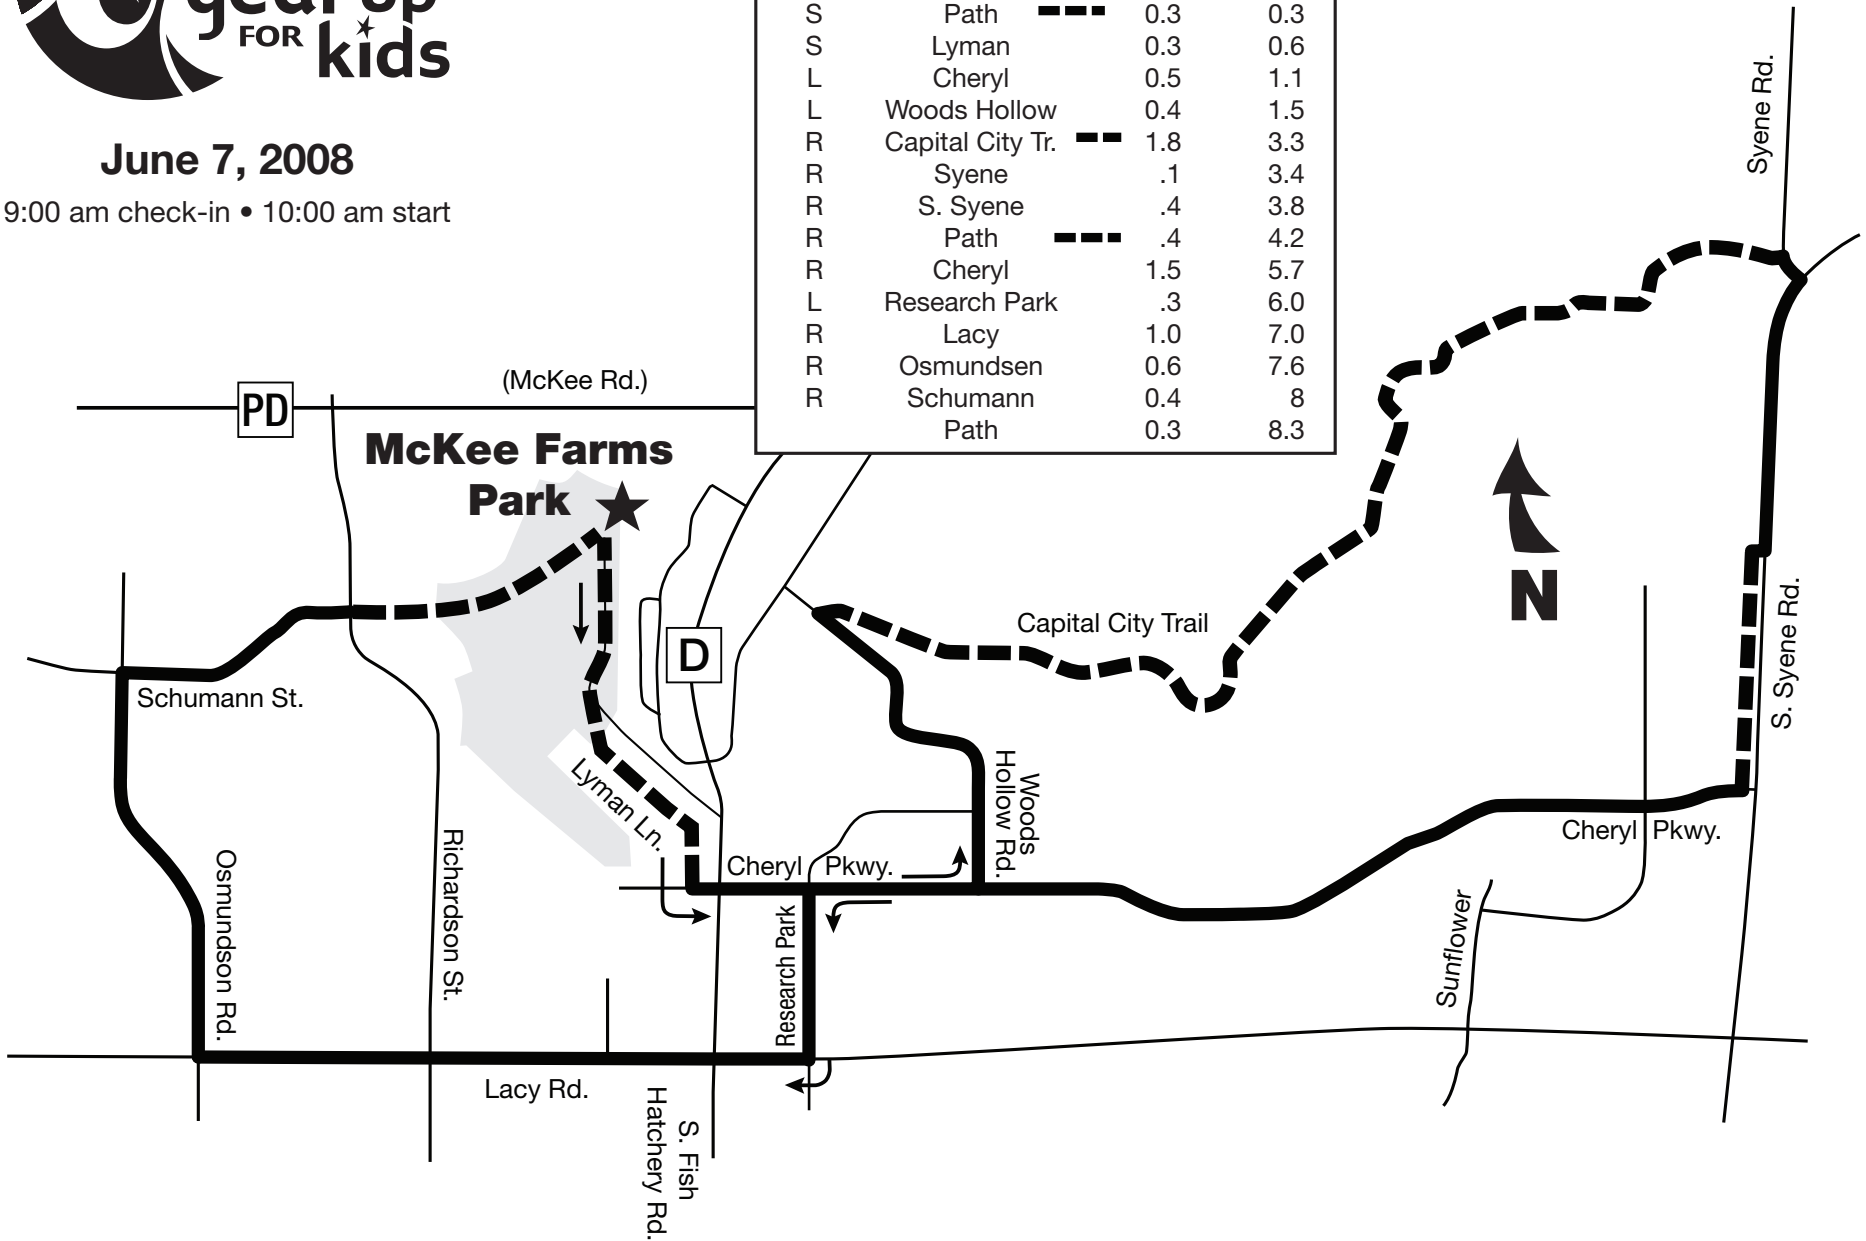 gear up
FOR kids
June 7, 2008
9:00 am check-in • 10:00 am start
S Path 0.3 0.3
S Lyman 0.3 0.6
L Cheryl 0.5 1.1
L Woods Hollow 0.4 1.5
R Capital City Tr. 1.8 3.3
R Syene .1 3.4
R S. Syene .4 3.8
R Path .4 4.2
R Cheryl 1.5 5.7
L Research Park .3 6.0
R Lacy 1.0 7.0
R Osmundsen 0.6 7.6
R Schumann 0.4 8
Path 0.3 8.3
Syene Rd.
(McKee Rd.)
PD
McKee Farms
Park
N
D
Capital City Trail
S. Syene Rd.
Schumann St.
Lyman Ln.
Woods
Hollow Rd.
Cheryl Pkwy.
Cheryl Pkwy.
Osmundson Rd.
Richardson St.
Research Park
Sunflower
Lacy Rd.
S. Fish
Hatchery Rd.